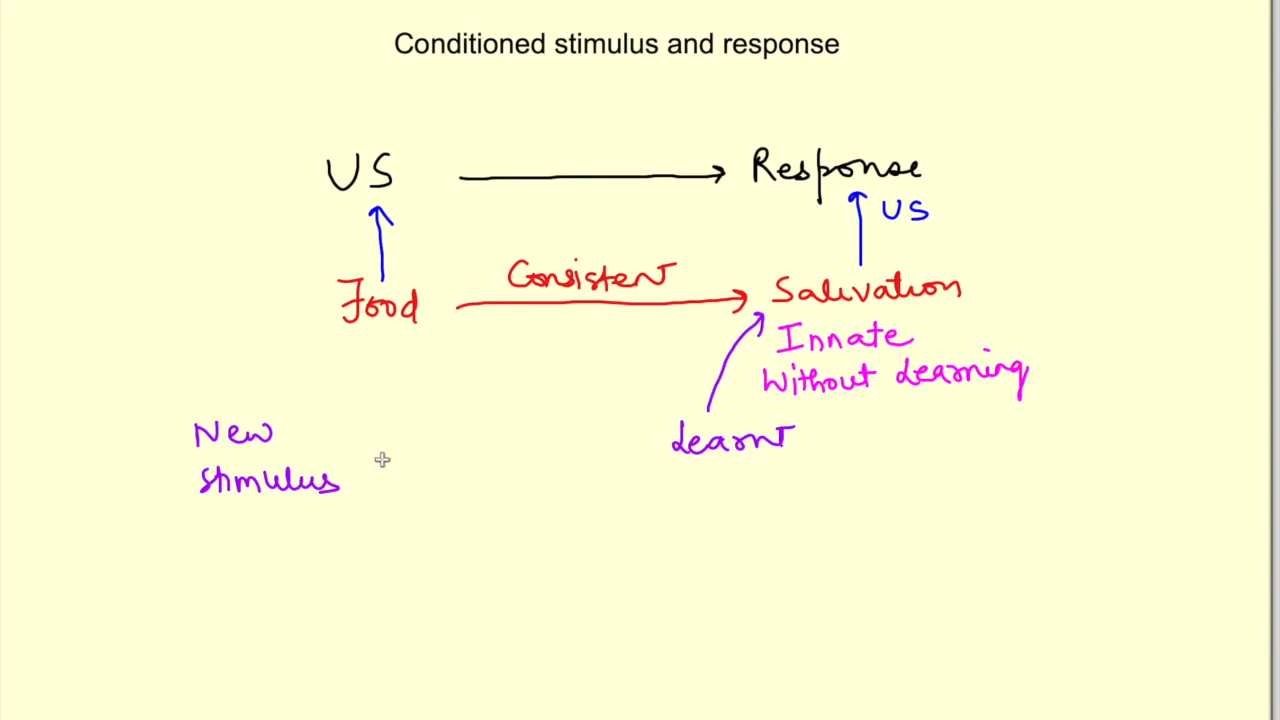 Conditioned stimulus and response
US Response
US
Consistent
Food Salivation
Innate
Without Learning
New
Learnt
Stimulus